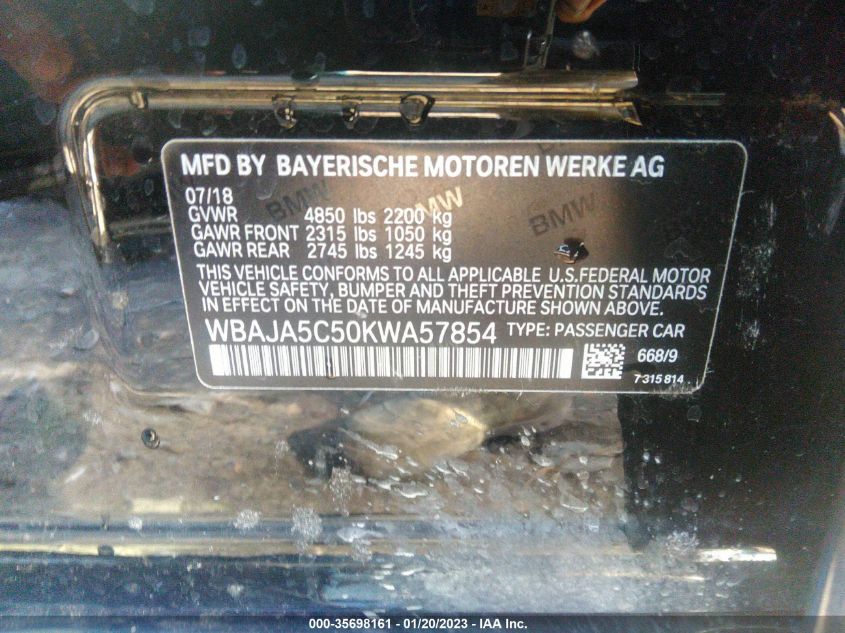 MFD BY BAYERISCHE MOTOREN WERKE AG
07/18
BMW BMW BMW
GVWR 4850 lbs 2200 kg
GAWR FRONT 2315 lbs 1050 kg
GAWR REAR 2745 lbs 1245 kg
THIS VEHICLE CONFORMS TO ALL APPLICABLE U.S.FEDERAL MOTOR
VEHICLE SAFETY, BUMPER AND THEFT PREVENTION STANDARDS
IN EFFECT ON THE DATE OF MANUFACTURE SHOWN ABOVE.
WBAJA5C50KWA57854 TYPE: PASSENGER CAR
668/9
7 315 814
000-35698161 - 01/20/2023 - IAA Inc.